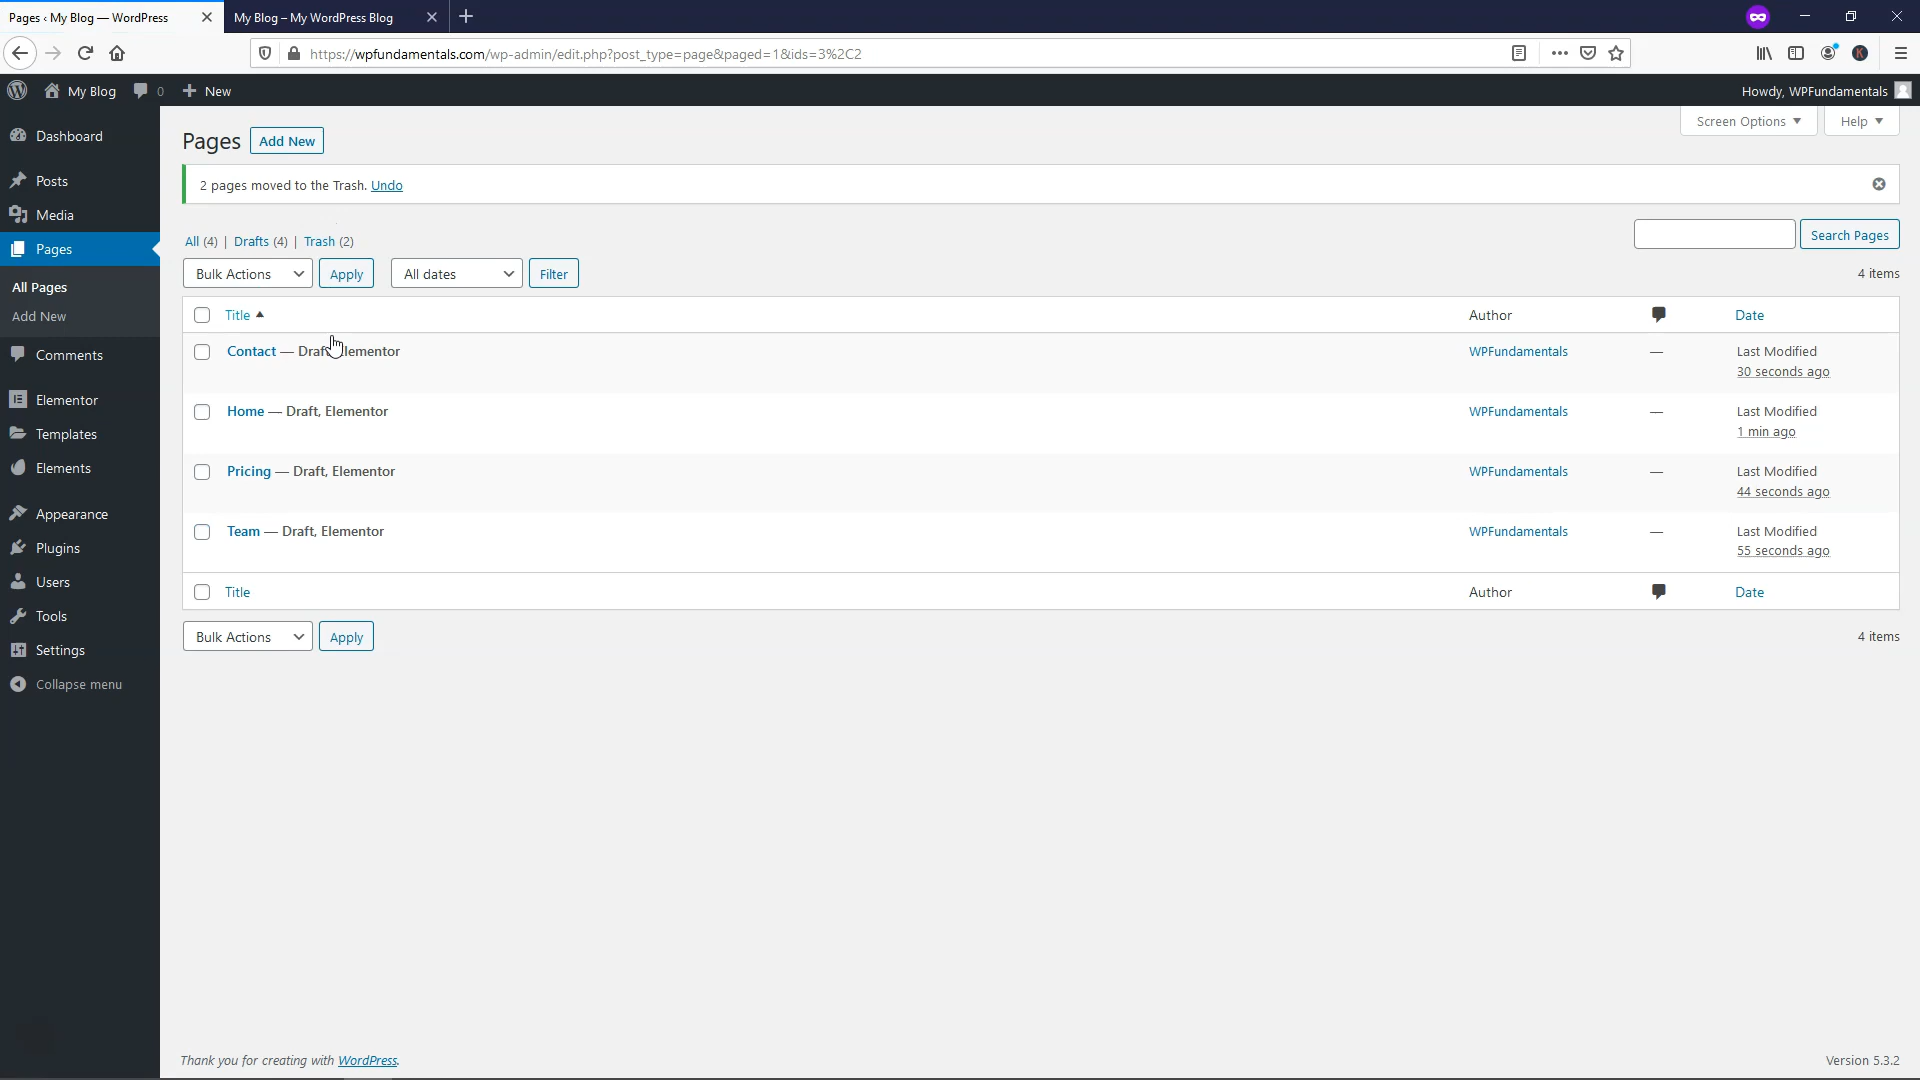 Pages ‹ My Blog — WordPress
My Blog – My WordPress Blog
https://wpfundamentals.com/wp-admin/edit.php?post_type=page&paged=1&ids=3%2C2
K
My Blog 0 New
Howdy, WPFundamentals
Dashboard
Posts
Media
Pages
All Pages
Add New
Comments
Elementor
Templates
Elements
Appearance
Plugins
Users
Tools
Settings
Collapse menu
Screen Options Help
Pages Add New
2 pages moved to the Trash. Undo
All (4) | Drafts (4) | Trash (2)
Search Pages
Bulk Actions Apply All dates Filter 4 items
Title Author Date
Contact — Draft, Elementor WPFundamentals — Last Modified
30 seconds ago
Home — Draft, Elementor WPFundamentals — Last Modified
1 min ago
Pricing — Draft, Elementor WPFundamentals — Last Modified
44 seconds ago
Team — Draft, Elementor WPFundamentals — Last Modified
55 seconds ago
Title Author Date
Bulk Actions Apply 4 items
Thank you for creating with WordPress. Version 5.3.2